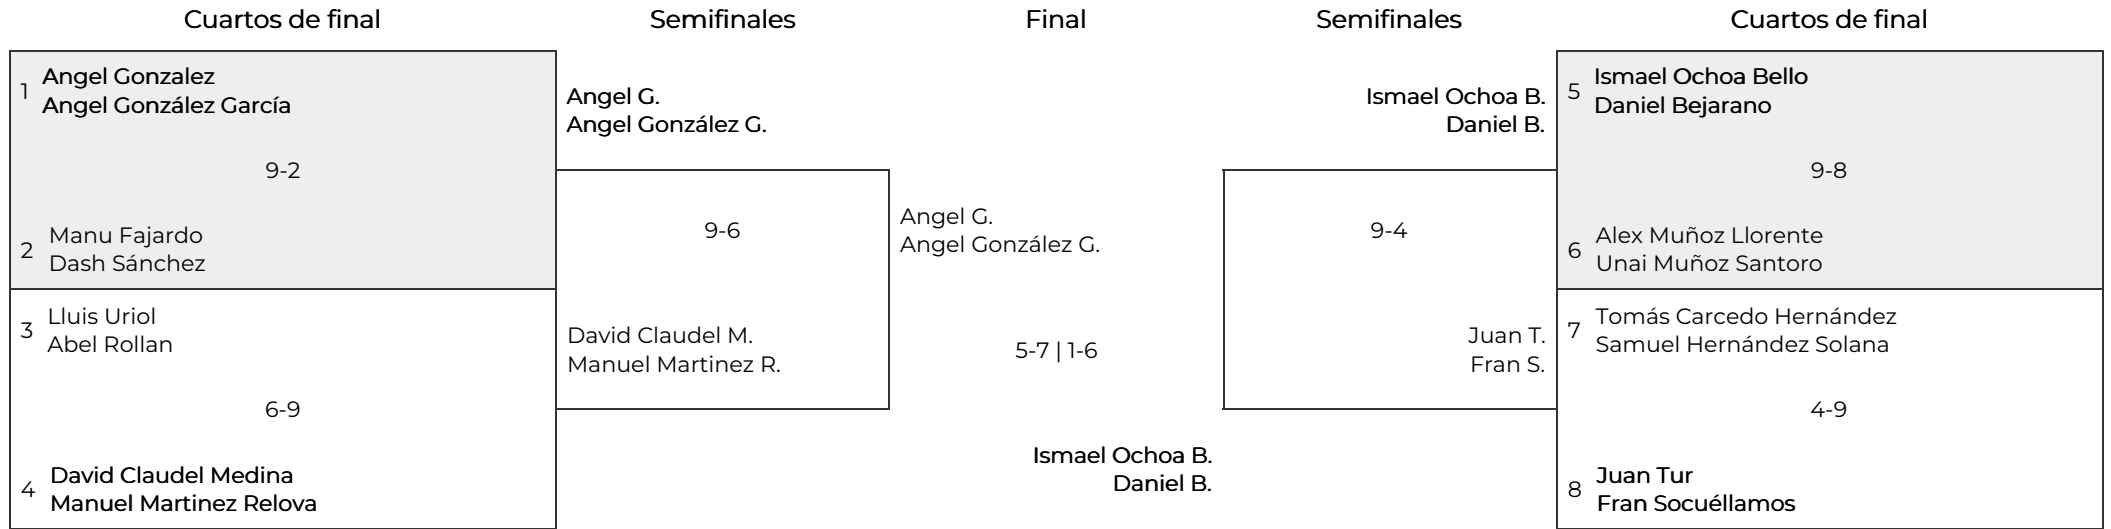 Cuartos de final
Semifinales
Final
Semifinales
Cuartos de final
1
Angel Gonzalez
Angel González García
9-2
2
Manu Fajardo
Dash Sánchez
3
Lluis Uriol
Abel Rollan
6-9
4
David Claudel Medina
Manuel Martinez Relova
Angel G.
Angel González G.
9-6
David Claudel M.
Manuel Martinez R.
Angel G.
Angel González G.
5-7 | 1-6
Ismael Ochoa B.
Daniel B.
Ismael Ochoa B.
Daniel B.
9-4
Juan T.
Fran S.
5
Ismael Ochoa Bello
Daniel Bejarano
9-8
6
Alex Muñoz Llorente
Unai Muñoz Santoro
7
Tomás Carcedo Hernández
Samuel Hernández Solana
4-9
8
Juan Tur
Fran Socuéllamos